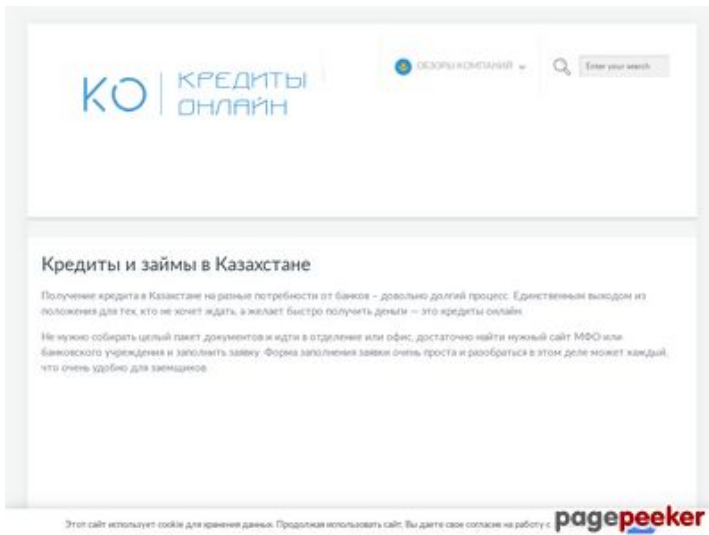 КО
КРЕДИТЫ
ОНЛАЙН
ОБЗОРЫ КОМПАНИЙ
Enter your search
Кредиты и займы в Казахстане
Получение кредита в Казахстане на разные потребности от банков – довольно долгий процесс. Единственным выходом из
положения для тех, кто не хочет ждать, а желает быстро получить деньги — это кредиты онлайн.
Не нужно собирать целый пакет документов и идти в отделение или офис, достаточно найти нужный сайт МФО или
банковского учреждения и заполнить заявку. Форма заполнения заявки очень проста и разобраться в этом деле может каждый,
что очень удобно для заемщиков.
Этот сайт использует cookie для хранения данных. Продолжая использовать сайт, Вы даете свое согласие на работу с
pagepeeker